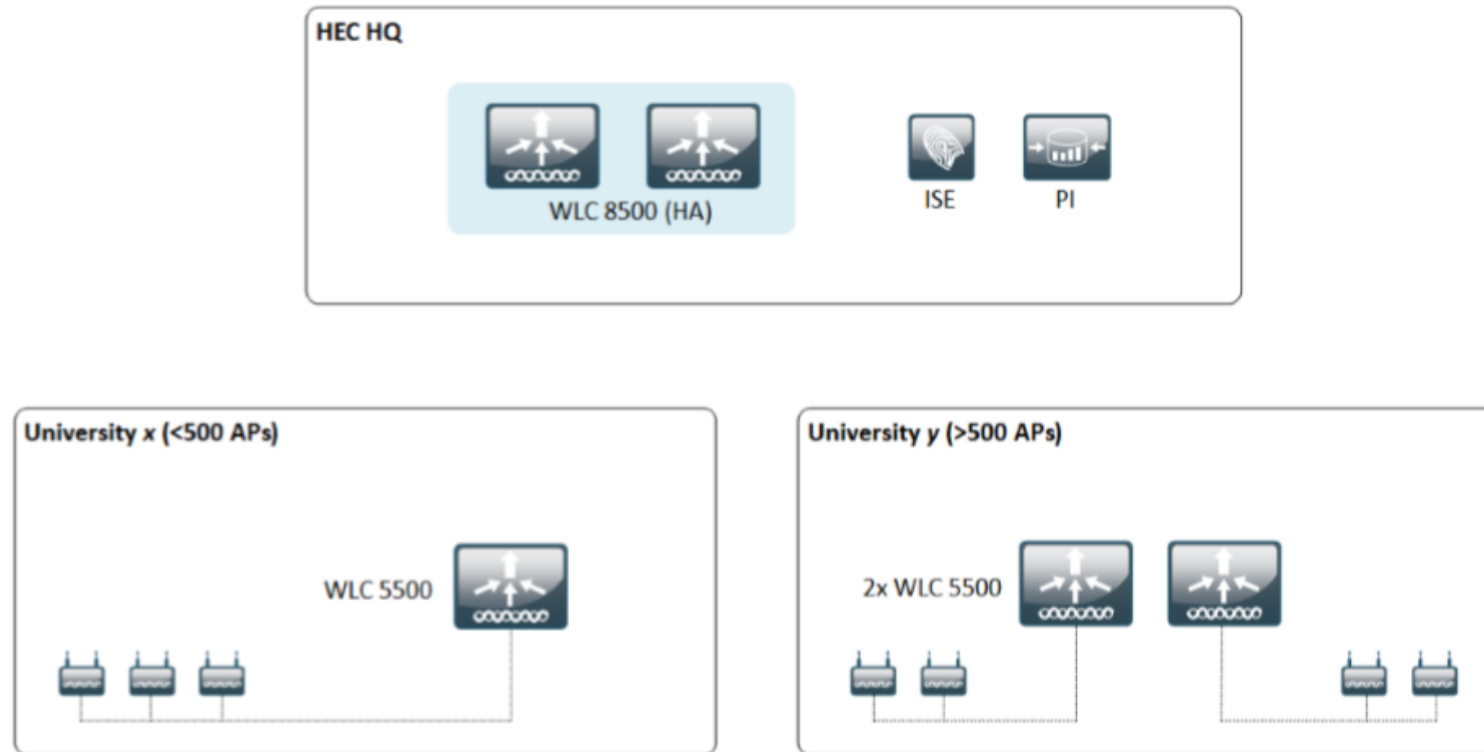 HEC HQ
WLC 8500 (HA)
ISE
PI
University x (<500 APs)
WLC 5500
University y (>500 APs)
2x WLC 5500